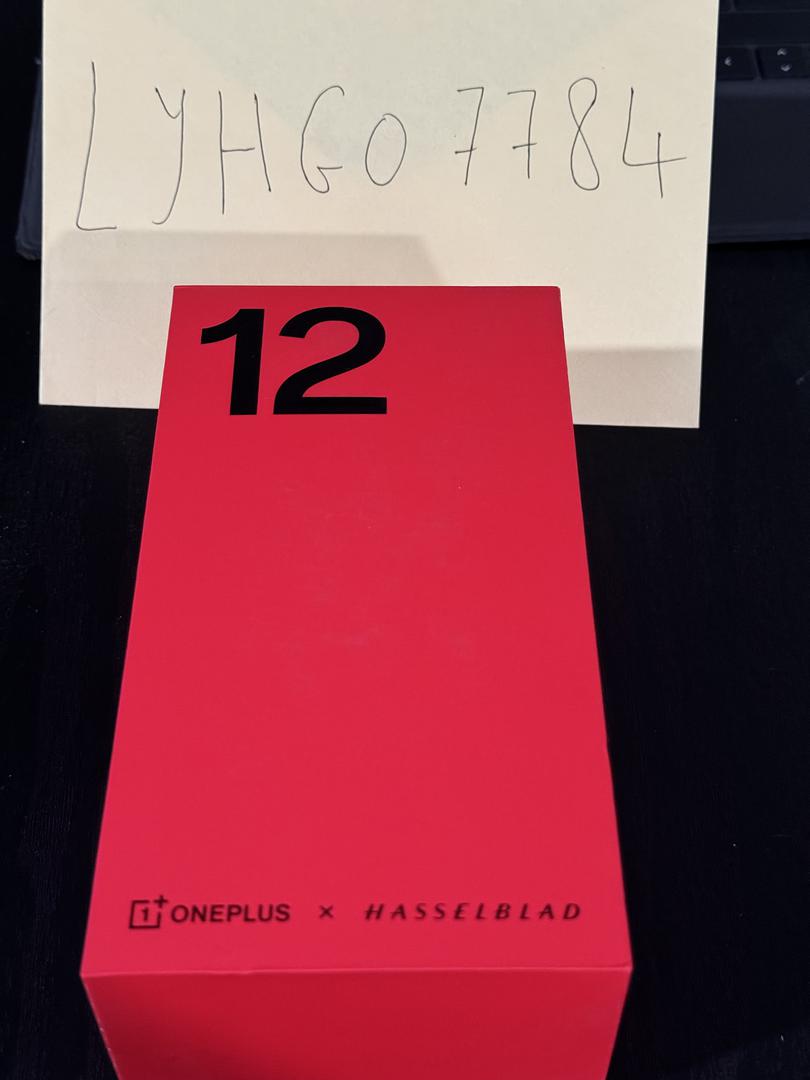 LYHGO7784
12
1+ ONEPLUS × HASSELBLAD